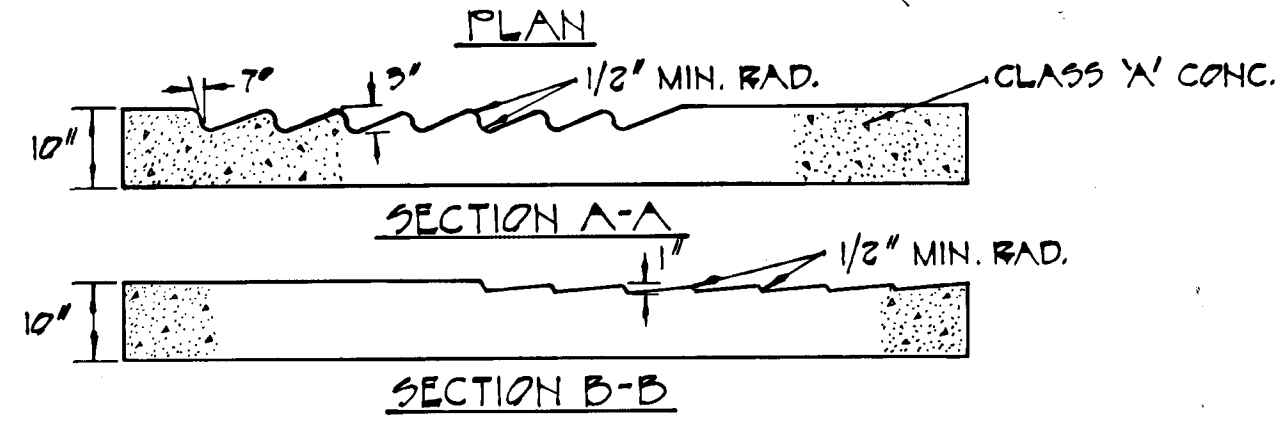 PLAN
7°
3"
1/2" MIN. RAD.
CLASS 'A' CONC.
10"
SECTION A-A
1"
1/2" MIN. RAD.
10"
SECTION B-B